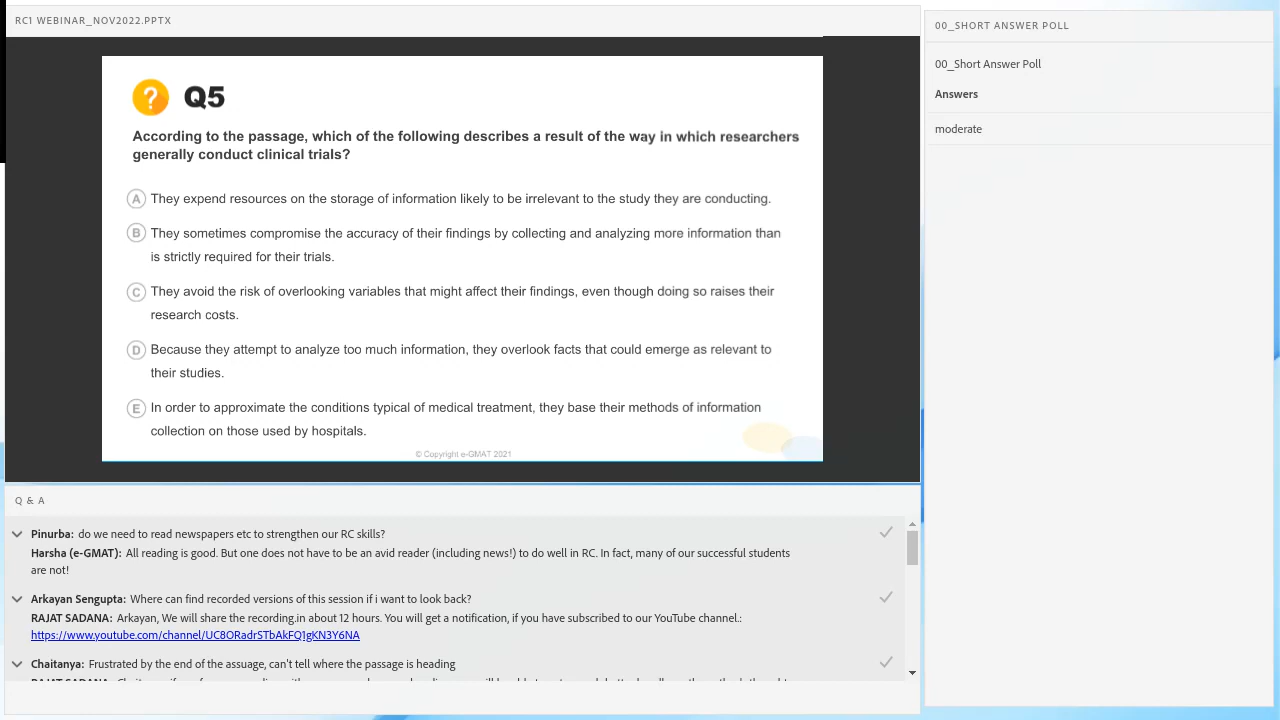 RC1 WEBINAR_NOV2022.PPTX
? Q5
According to the passage, which of the following describes a result of the way in which researchers
generally conduct clinical trials?
A They expend resources on the storage of information likely to be irrelevant to the study they are conducting.
B They sometimes compromise the accuracy of their findings by collecting and analyzing more information than
is strictly required for their trials.
C They avoid the risk of overlooking variables that might affect their findings, even though doing so raises their
research costs.
D Because they attempt to analyze too much information, they overlook facts that could emerge as relevant to
their studies.
E In order to approximate the conditions typical of medical treatment, they base their methods of information
collection on those used by hospitals.
© Copyright e-GMAT 2021
Q & A
Pinurba: do we need to read newspapers etc to strengthen our RC skills?
Harsha (e-GMAT): All reading is good. But one does not have to be an avid reader (including news!) to do well in RC. In fact, many of our successful students
are not!
Arkayan Sengupta: Where can find recorded versions of this session if i want to look back?
RAJAT SADANA: Arkayan, We will share the recording.in about 12 hours. You will get a notification, if you have subscribed to our YouTube channel.:
https://www.youtube.com/channel/UC8ORadrSTbAkFQ1gKN3Y6NA
Chaitanya: Frustrated by the end of the assuage, can't tell where the passage is heading
00_SHORT ANSWER POLL
00_Short Answer Poll
Answers
moderate